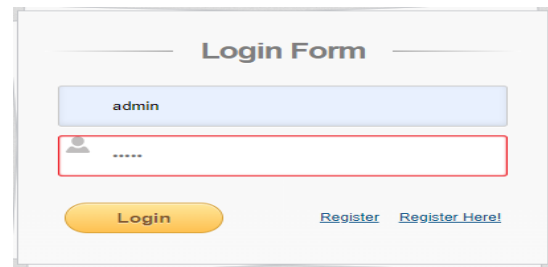 Login Form
admin
•••••
Login Register Register Here!